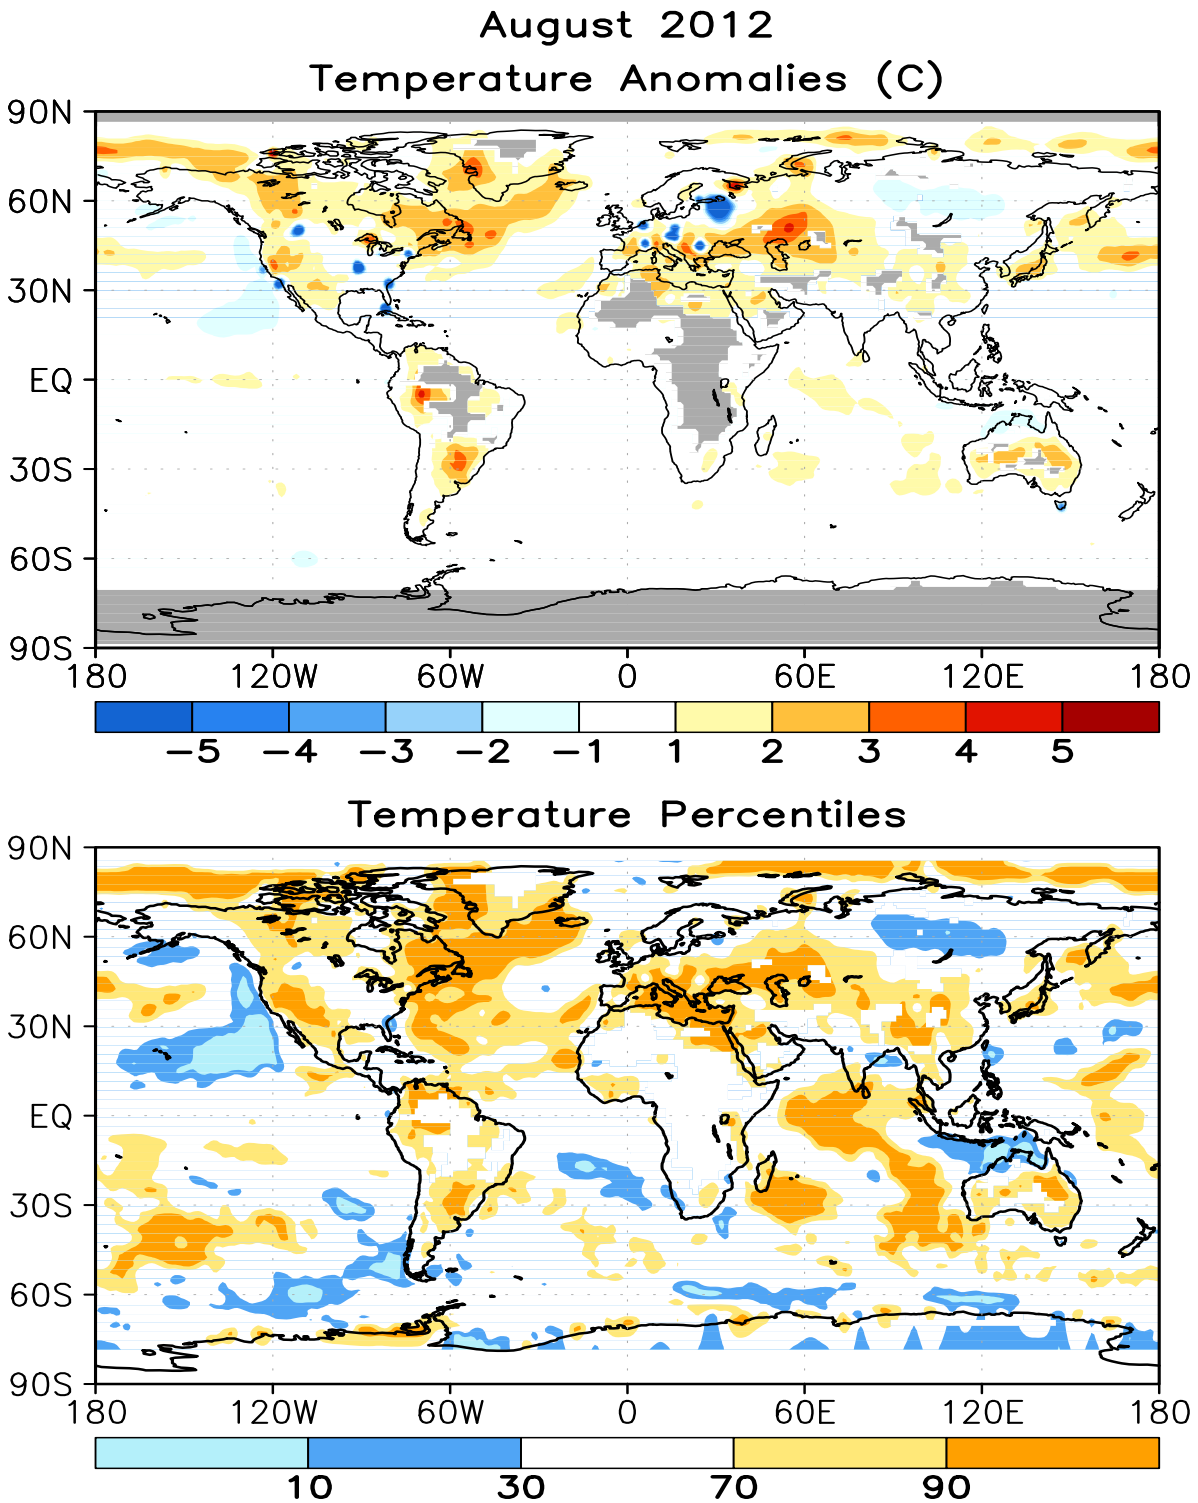 August 2012
Temperature Anomalies (C)
90N
60N
30N
EQ
30S
60S
90S
180 120W 60W 0 60E 120E 180
-5 -4 -3 -2 -1 1 2 3 4 5
Temperature Percentiles
90N
60N
30N
EQ
30S
60S
90S
180 120W 60W 0 60E 120E 180
10 30 70 90